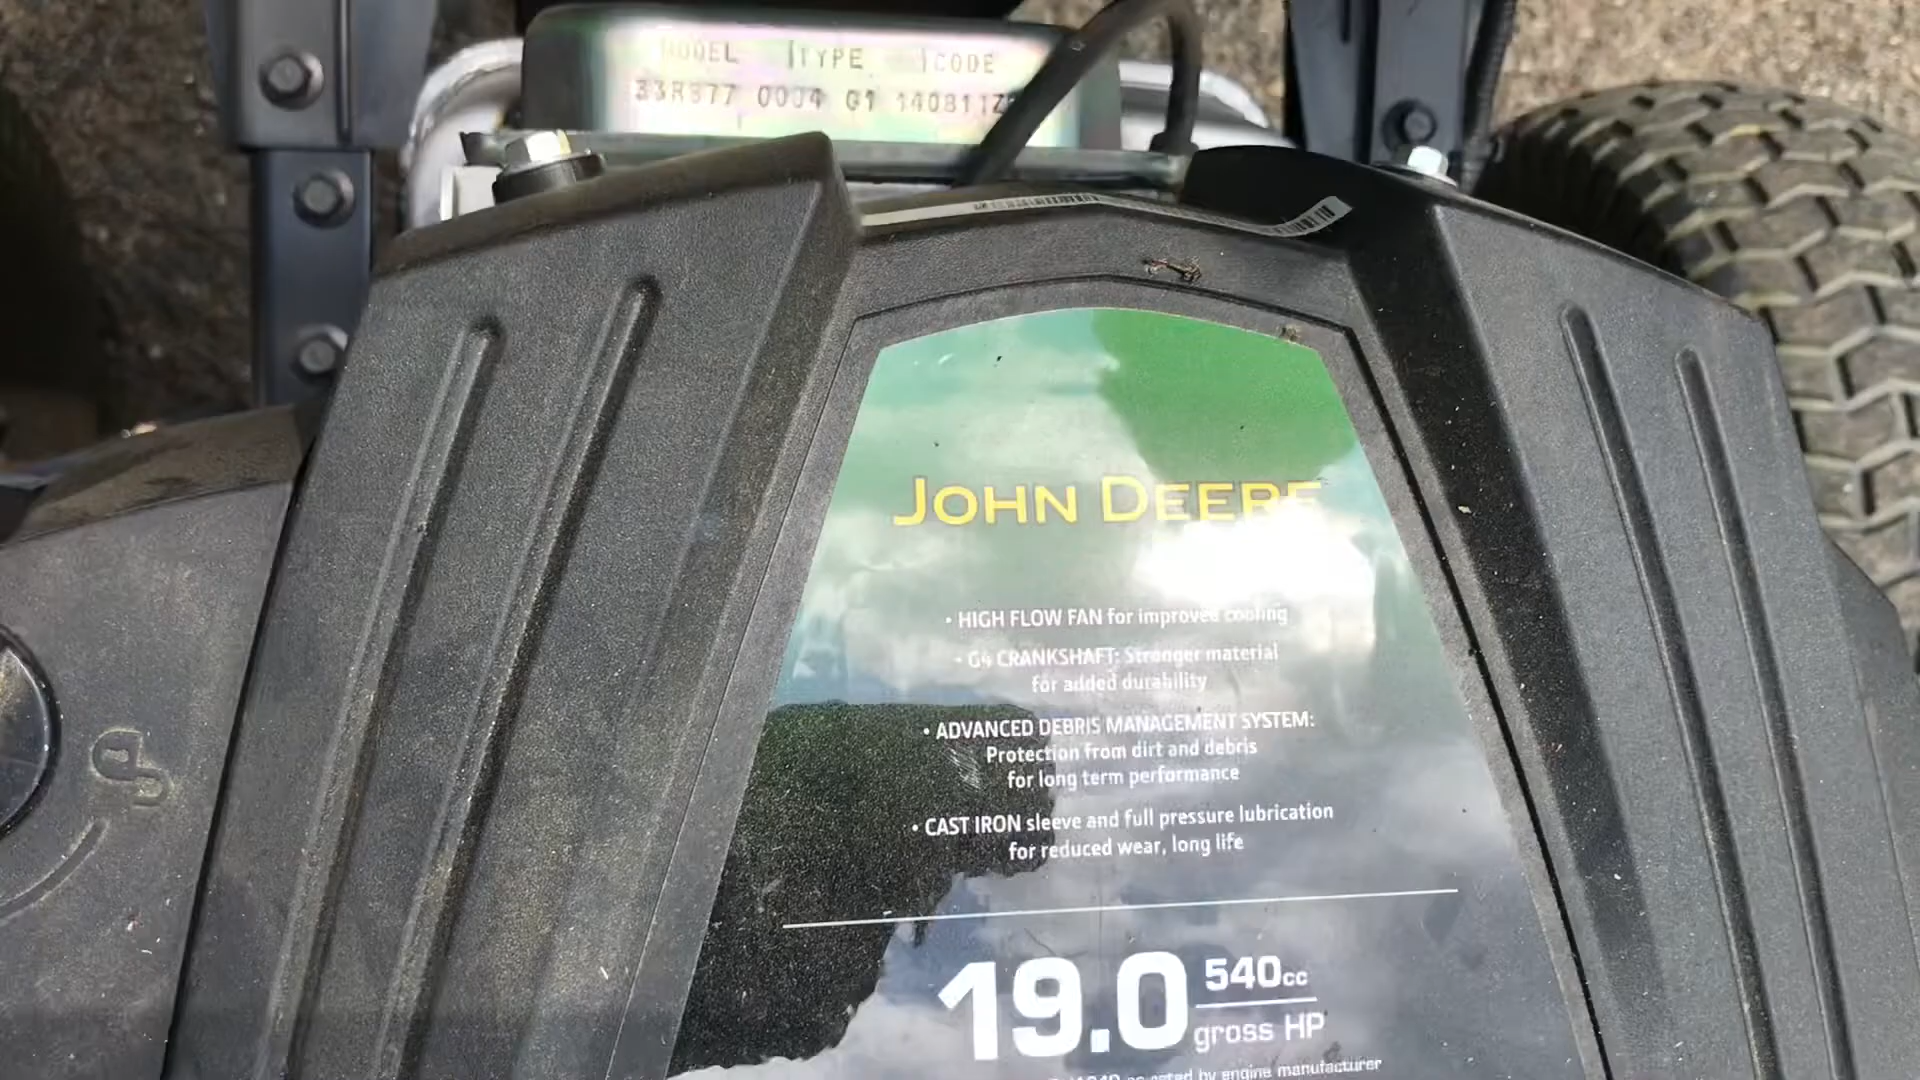 MODEL TYPE CODE
33R877 0004 G1 140811Z
JOHN DEERE
• HIGH FLOW FAN for improved cooling
• G4 CRANKSHAFT: Stronger material
for added durability
• ADVANCED DEBRIS MANAGEMENT SYSTEM:
Protection from dirt and debris
for long term performance
• CAST IRON sleeve and full pressure lubrication
for reduced wear, long life
19.0 540cc
gross HP
by engine manufacturer